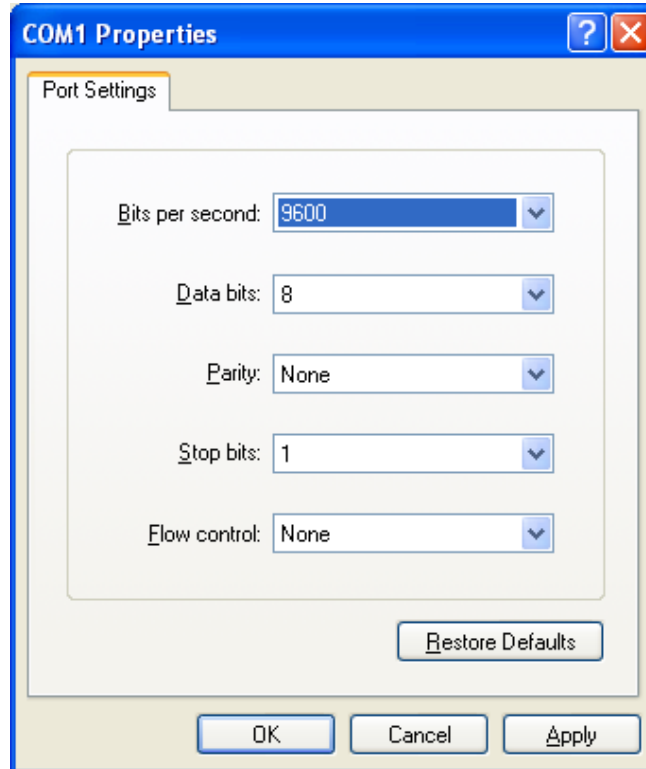 COM1 Properties
Port Settings
Bits per second: 9600
Data bits: 8
Parity: None
Stop bits: 1
Flow control: None
Restore Defaults
OK Cancel Apply